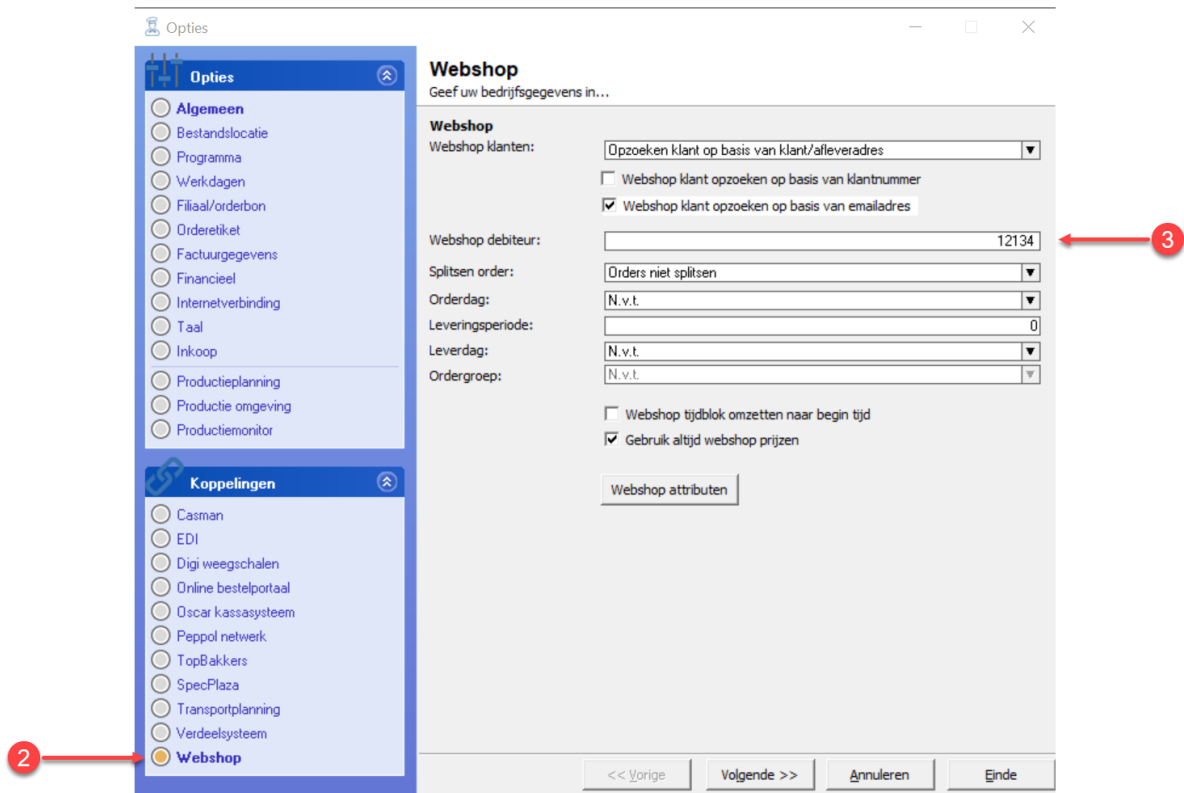 Opties
Opties
Algemeen
Bestandslocatie
Programma
Werkdagen
Filiaal/orderbon
Orderetiket
Factuurgegevens
Financieel
Internetverbinding
Taal
Inkoop
Productieplanning
Productie omgeving
Productiemonitor
Koppelingen
Casman
EDI
Digi weegschalen
Online bestelportaal
Oscar kassasysteem
Peppol netwerk
TopBakkers
SpecPlaza
Transportplanning
Verdeelsysteem
2 Webshop
Webshop
Geef uw bedrijfsgegevens in...
Webshop
Webshop klanten: Opzoeken klant op basis van klant/afleveradres
Webshop klant opzoeken op basis van klantnummer
Webshop klant opzoeken op basis van emailadres
Webshop debiteur: 12134 3
Splitsen order: Orders niet splitsen
Orderdag: N.v.t.
Leveringsperiode: 0
Leverdag: N.v.t.
Ordergroep: N.v.t.
Webshop tijdblok omzetten naar begin tijd
Gebruik altijd webshop prijzen
Webshop attributen
<< Vorige Volgende >> Annuleren Einde